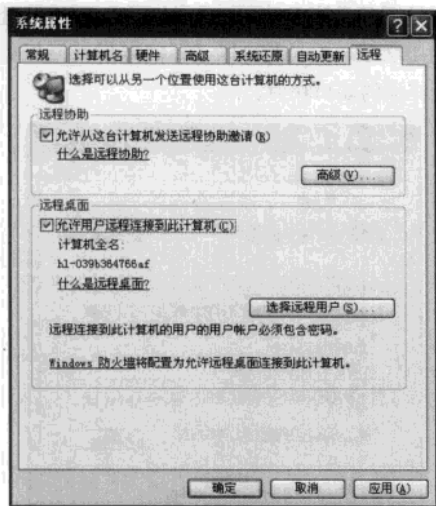 系统属性
常规 计算机名 硬件 高级 系统还原 自动更新 远程
选择可以从另一个位置使用这台计算机的方式。
远程协助
允许从这台计算机发送远程协助邀请(R)
什么是远程协助?
高级(V)...
远程桌面
允许用户远程连接到此计算机(C)
计算机全名:
hl-039b364766af
什么是远程桌面?
选择远程用户(S)...
远程连接到此计算机的用户的用户帐户必须包含密码。
Windows 防火墙将配置为允许远程桌面连接到此计算机。
确定 取消 应用(A)